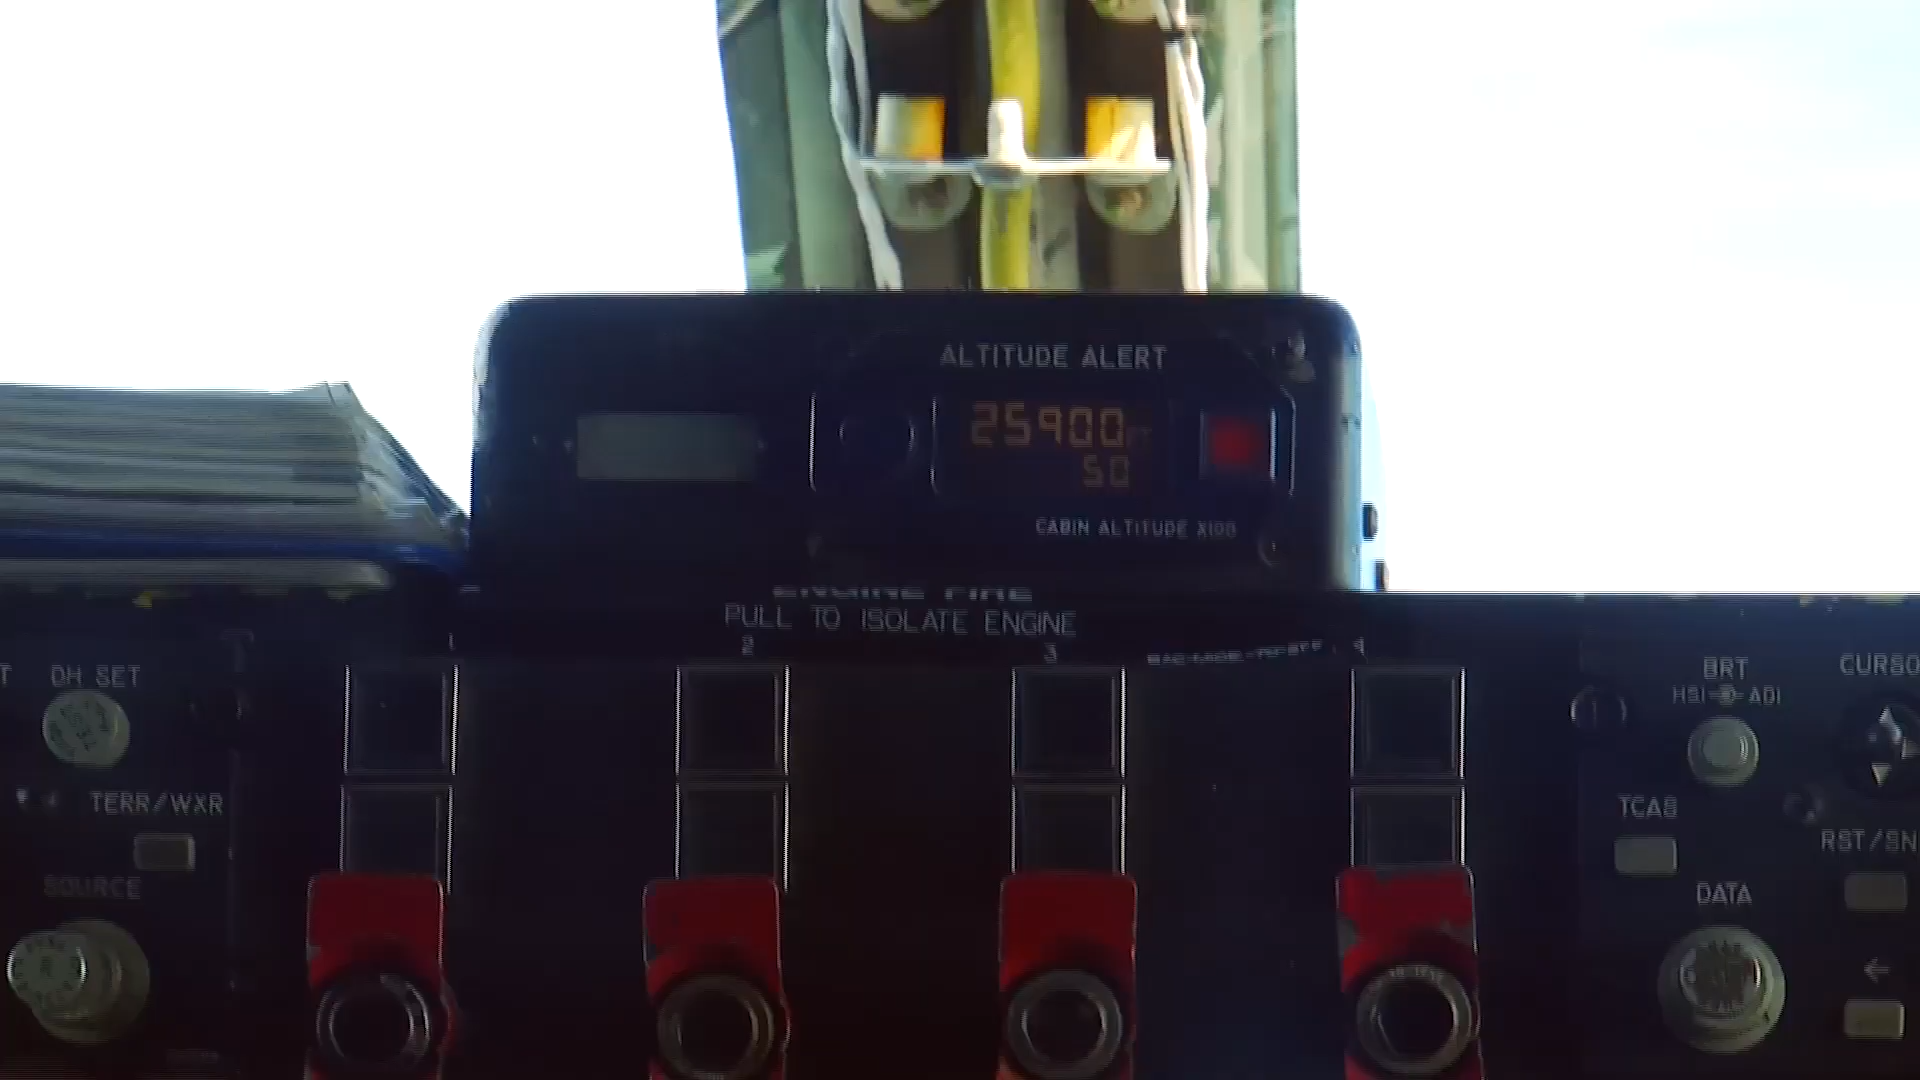 ALTITUDE ALERT
25900 FT
50
CABIN ALTITUDE X100
ENGINE FIRE
PULL TO ISOLATE ENGINE
1
2
3
4
DH SET
TERR/WXR
SOURCE
BRT
HSI
ADI
CURSO
TCAS
RST/SN
DATA